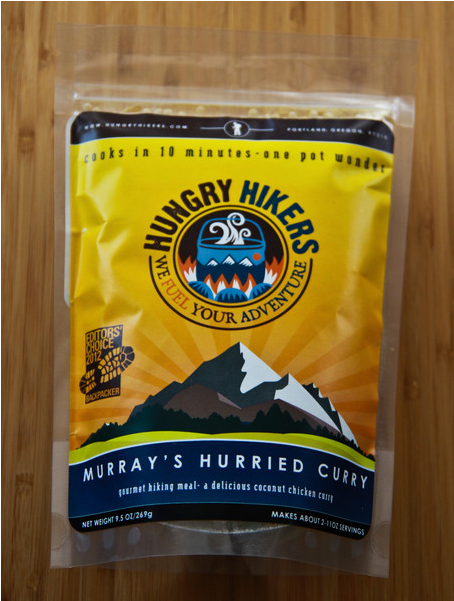 WWW.HUNGRYHIKERS.COM
PORTLAND, OREGON, 97210
cooks in 10 minutes-one pot wonder
HUNGRY HIKERS
WE FUEL YOUR ADVENTURE
EDITORS'
CHOICE
2012
BACKPACKER
MURRAY'S HURRIED CURRY
gourmet hiking meal- a delicious coconut chicken curry
NET WEIGHT 9.5 OZ/269g
MAKES ABOUT 2-11OZ SERVINGS